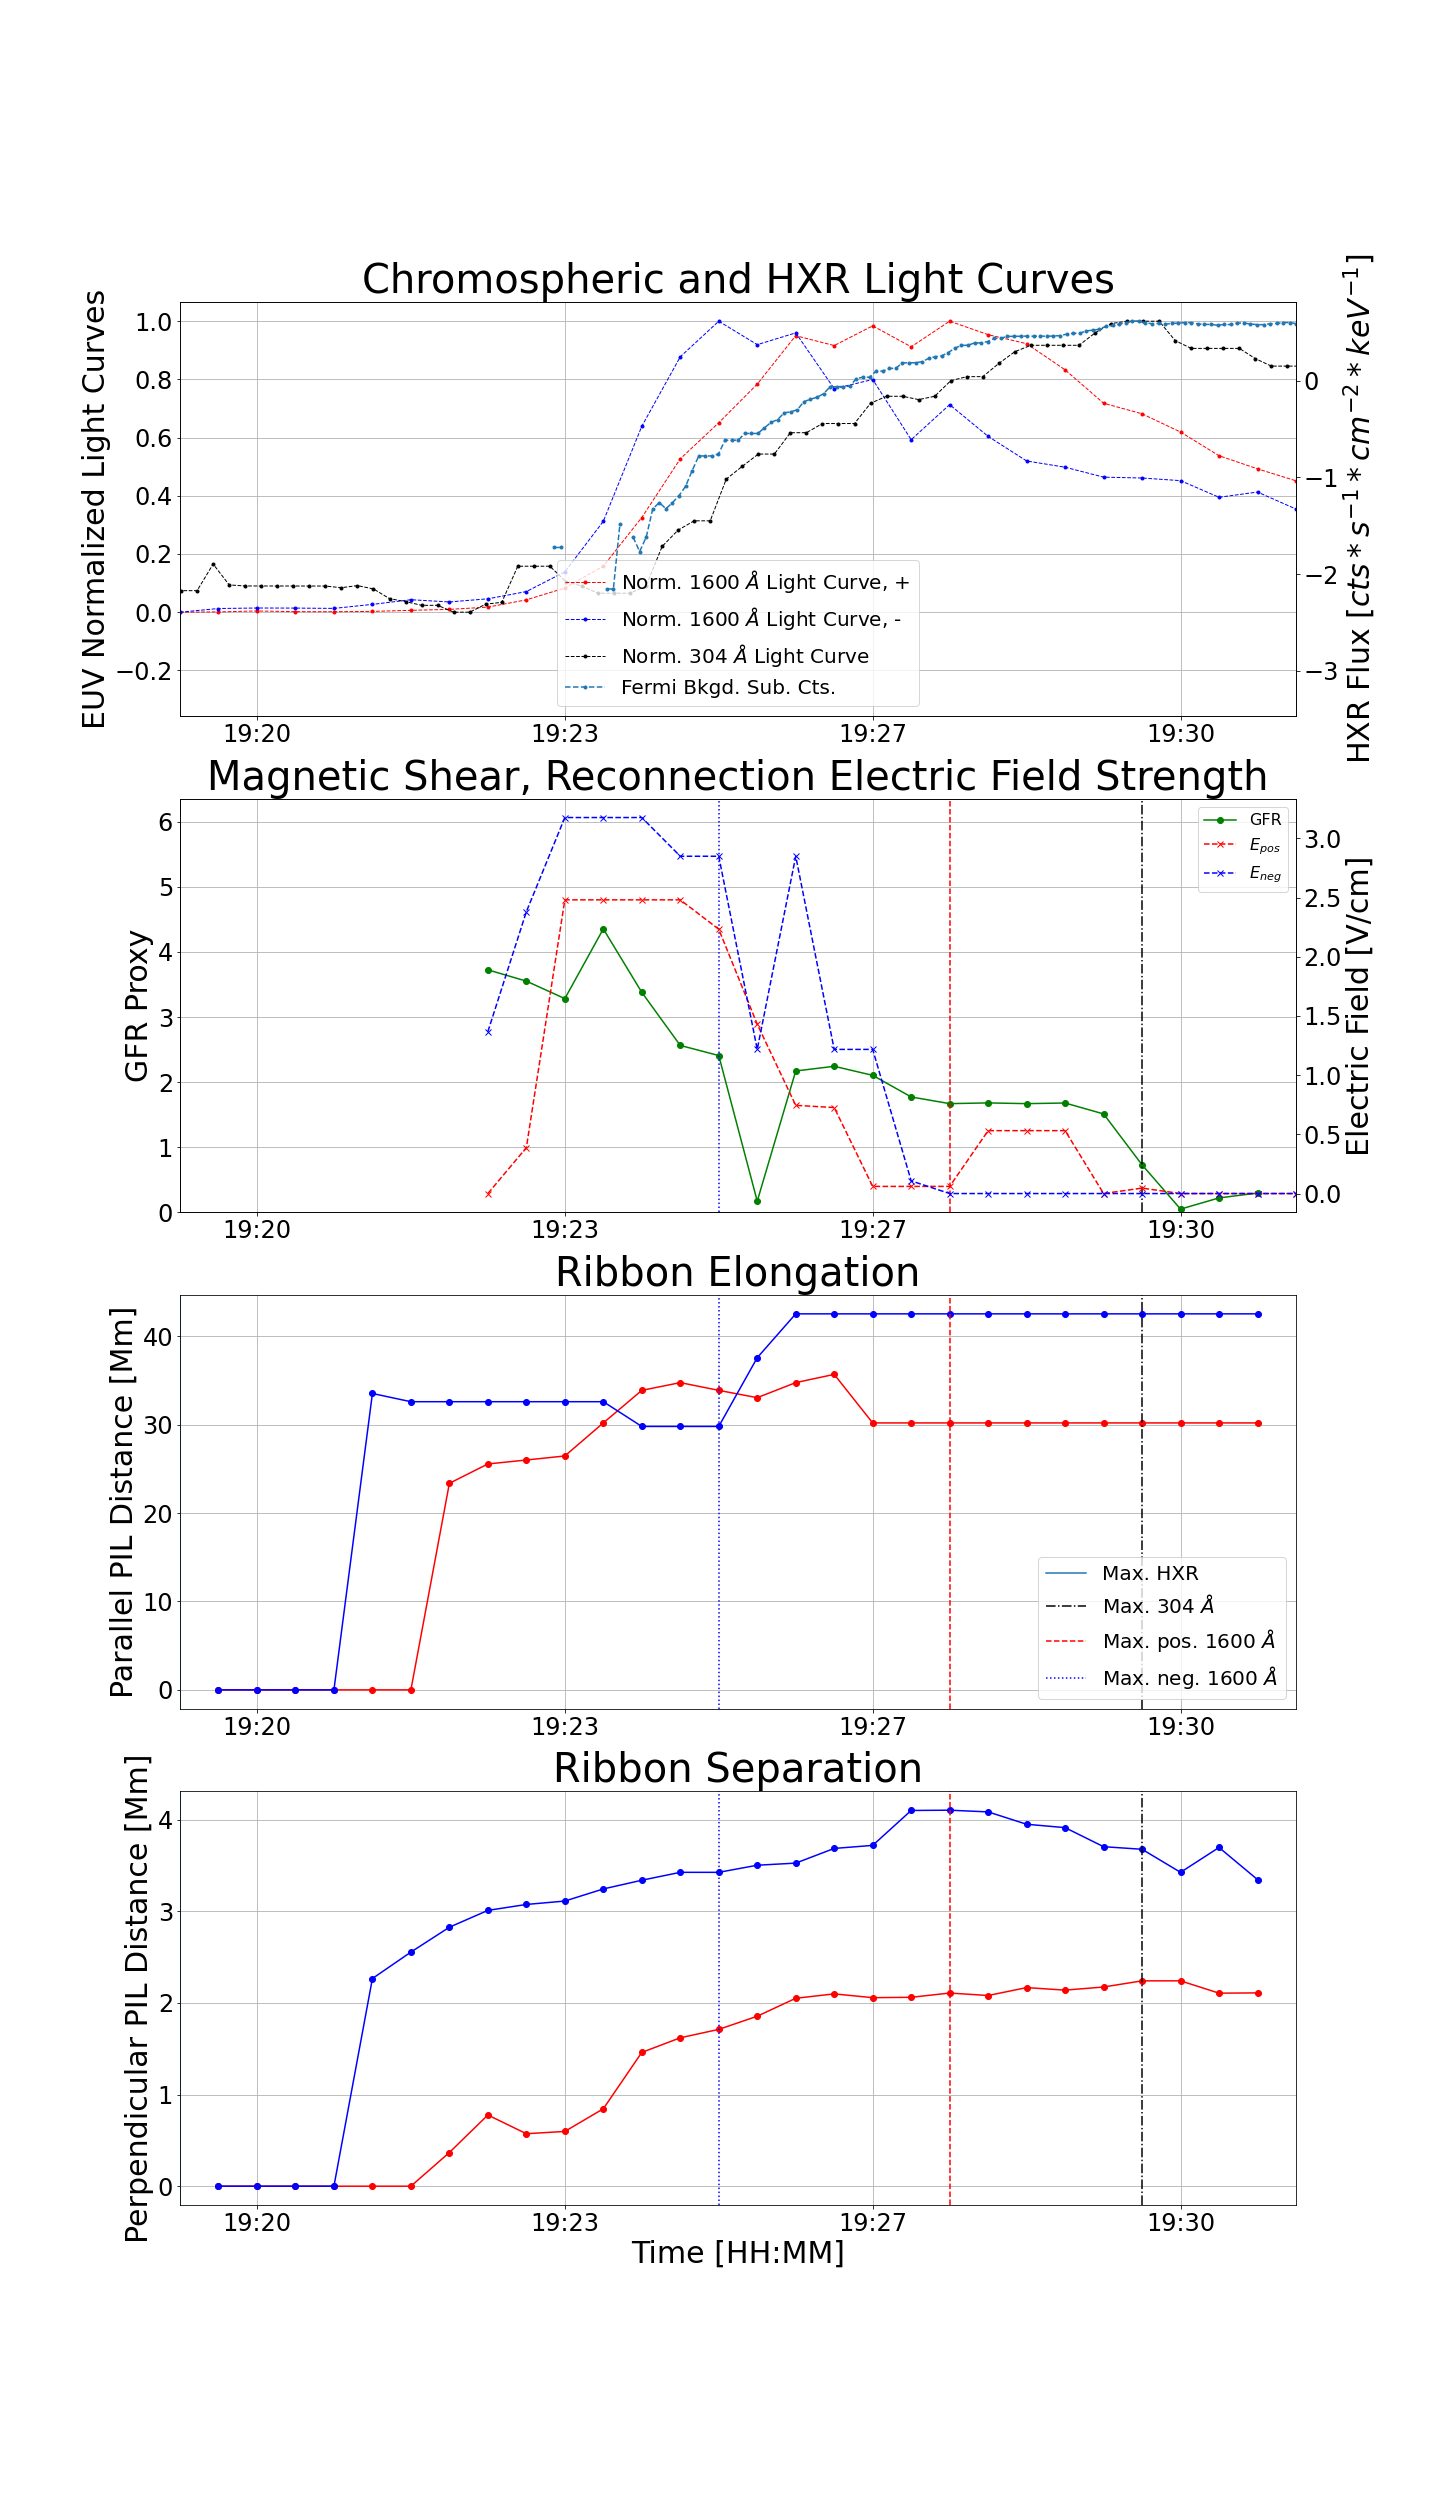 Chromospheric and HXR Light Curves
EUV Normalized Light Curves
1.0
0.8
0.6
0.4
0.2
0.0
−0.2
HXR Flux [cts * s⁻¹ * cm⁻² * keV⁻¹]
0
−1
−2
−3
Norm. 1600 Å Light Curve, +
Norm. 1600 Å Light Curve, -
Norm. 304 Å Light Curve
Fermi Bkgd. Sub. Cts.
19:20 19:23 19:27 19:30
Magnetic Shear, Reconnection Electric Field Strength
GFR Proxy
6
5
4
3
2
1
0
Electric Field [V/cm]
3.0
2.5
2.0
1.5
1.0
0.5
0.0
GFR
E_pos
E_neg
19:20 19:23 19:27 19:30
Ribbon Elongation
Parallel PIL Distance [Mm]
40
30
20
10
0
Max. HXR
Max. 304 Å
Max. pos. 1600 Å
Max. neg. 1600 Å
19:20 19:23 19:27 19:30
Ribbon Separation
Perpendicular PIL Distance [Mm]
4
3
2
1
0
19:20 19:23 19:27 19:30
Time [HH:MM]